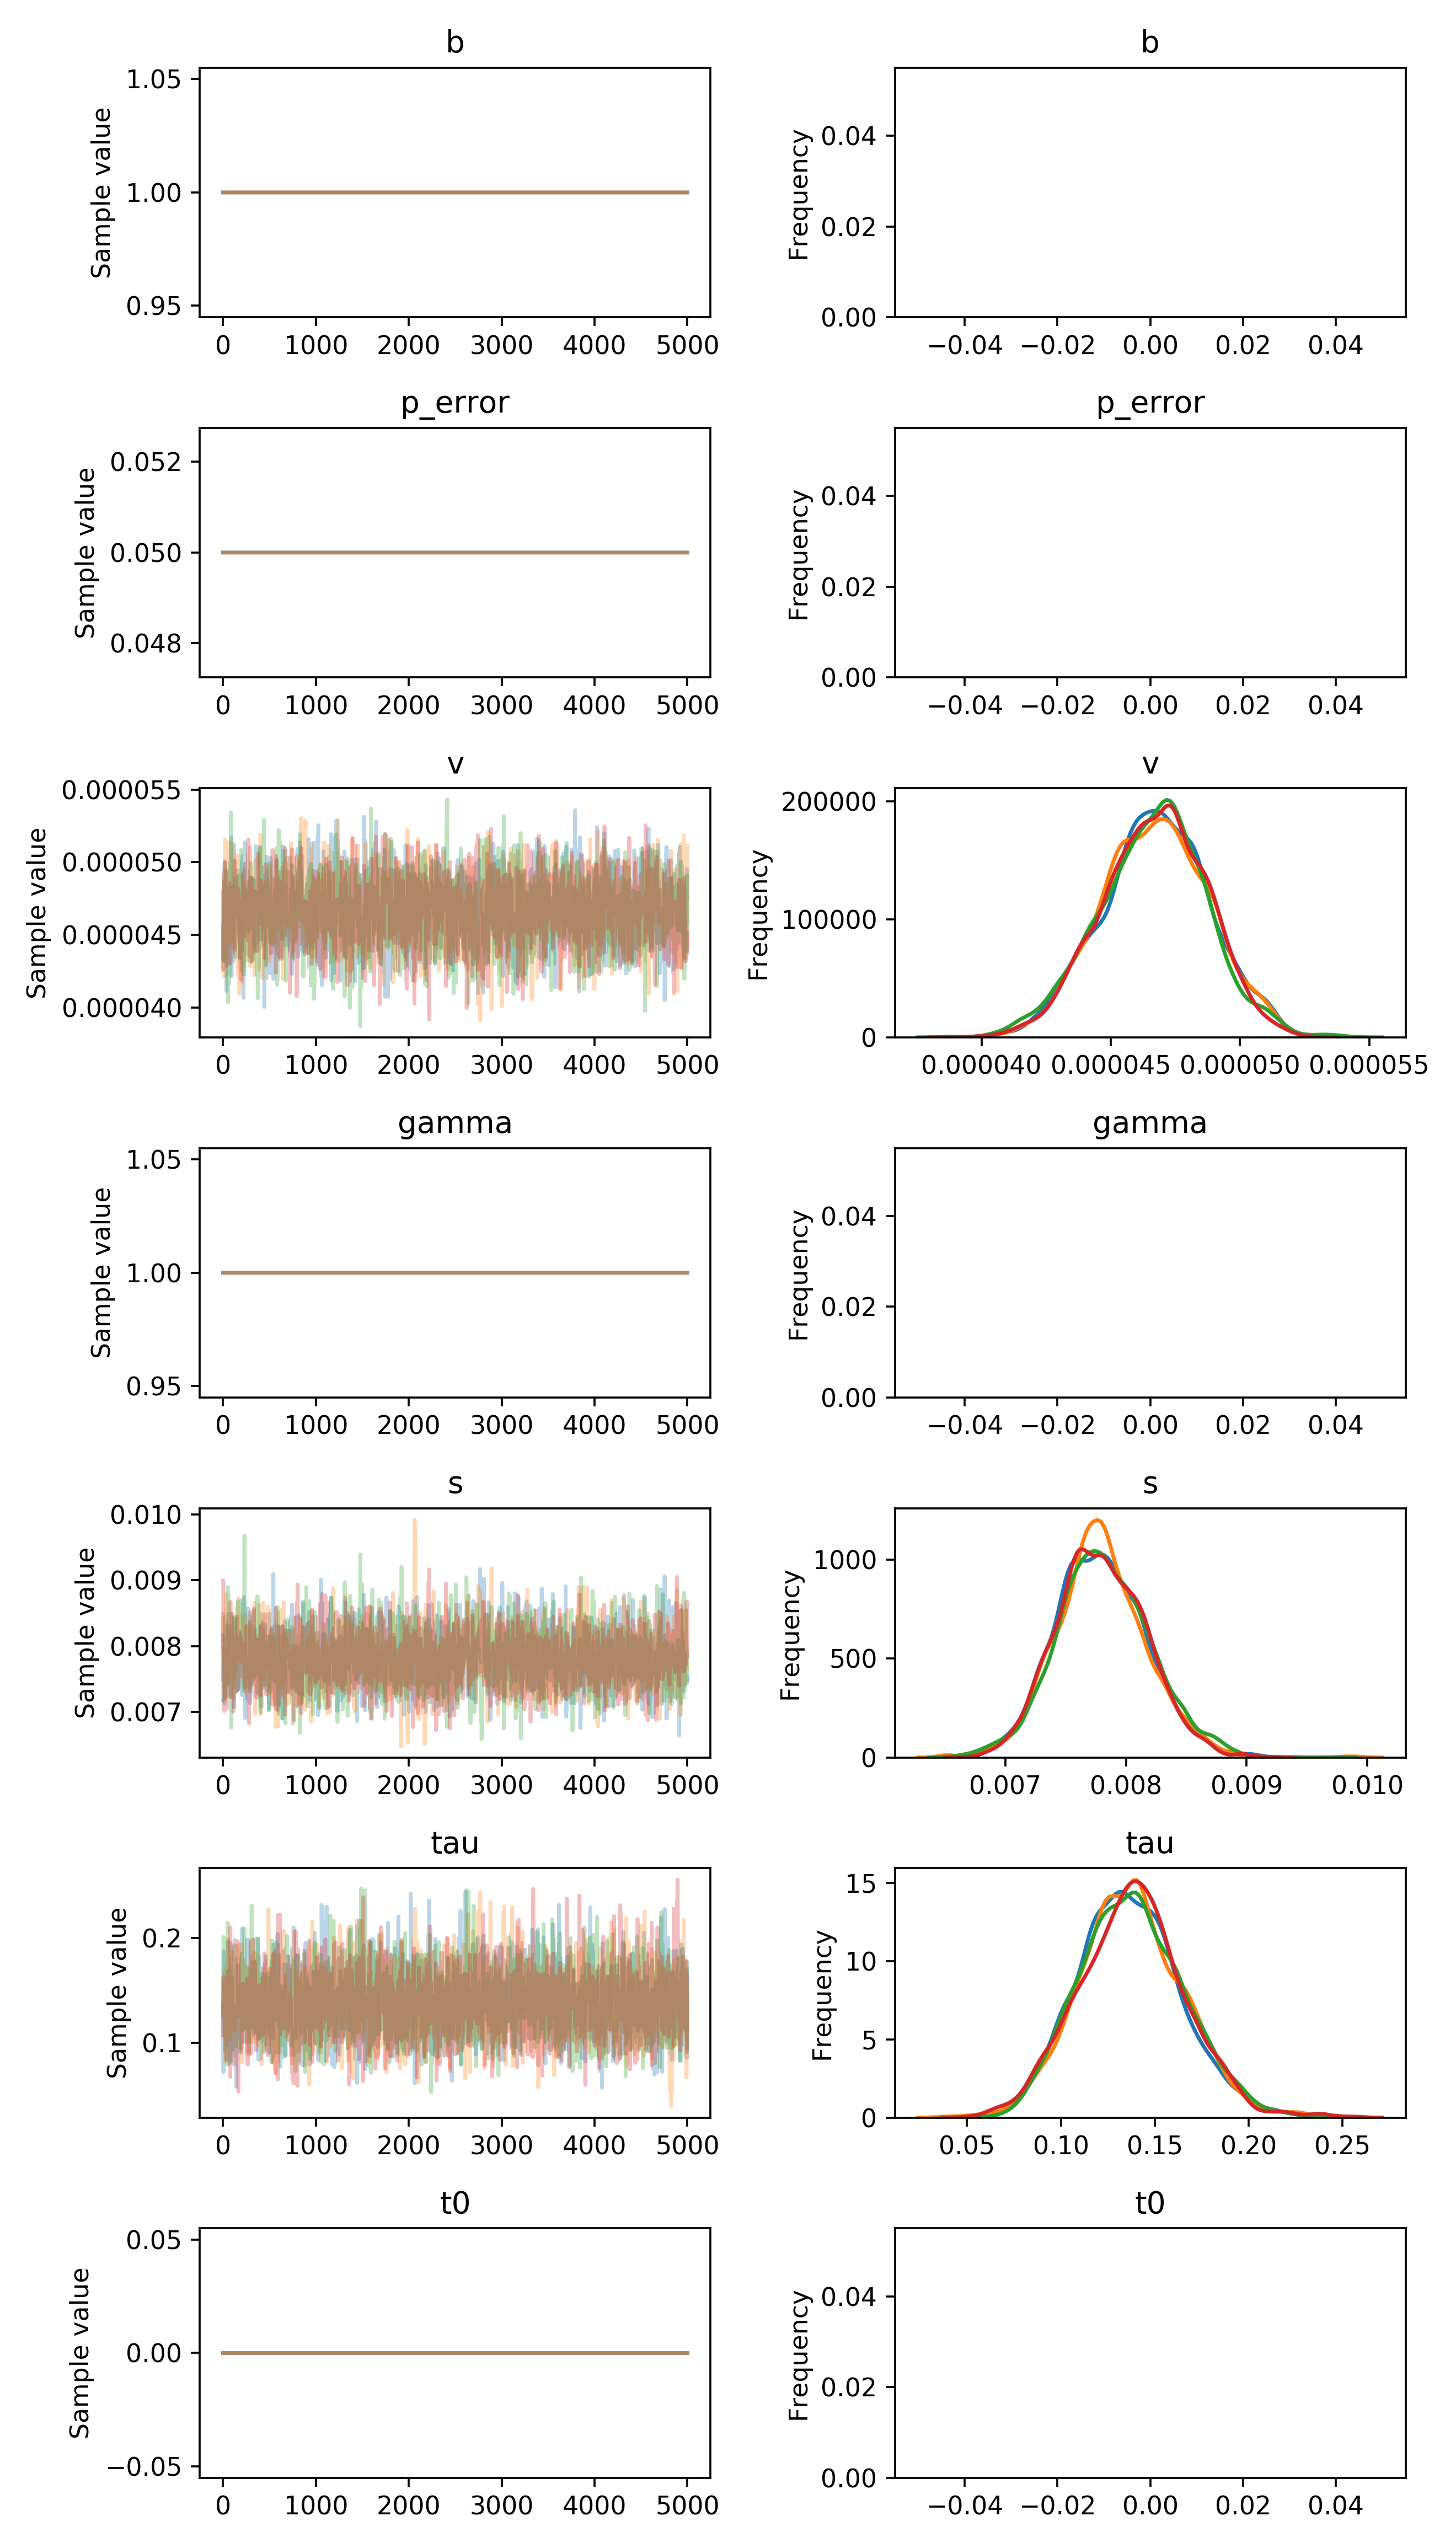 b b
Sample value 1.05 1.00 0.95 Frequency 0.04 0.02 0.00
0 1000 2000 3000 4000 5000 −0.04 −0.02 0.00 0.02 0.04
p_error p_error
Sample value 0.052 0.050 0.048 Frequency 0.04 0.02 0.00
0 1000 2000 3000 4000 5000 −0.04 −0.02 0.00 0.02 0.04
v v
Sample value 0.000055 0.000050 0.000045 0.000040 Frequency 200000 100000 0
0 1000 2000 3000 4000 5000 0.000040 0.000045 0.000050 0.000055
gamma gamma
Sample value 1.05 1.00 0.95 Frequency 0.04 0.02 0.00
0 1000 2000 3000 4000 5000 −0.04 −0.02 0.00 0.02 0.04
s s
Sample value 0.010 0.009 0.008 0.007 Frequency 1000 500 0
0 1000 2000 3000 4000 5000 0.007 0.008 0.009 0.010
tau tau
Sample value 0.2 0.1 Frequency 15 10 5 0
0 1000 2000 3000 4000 5000 0.05 0.10 0.15 0.20 0.25
t0 t0
Sample value 0.05 0.00 −0.05 Frequency 0.04 0.02 0.00
0 1000 2000 3000 4000 5000 −0.04 −0.02 0.00 0.02 0.04